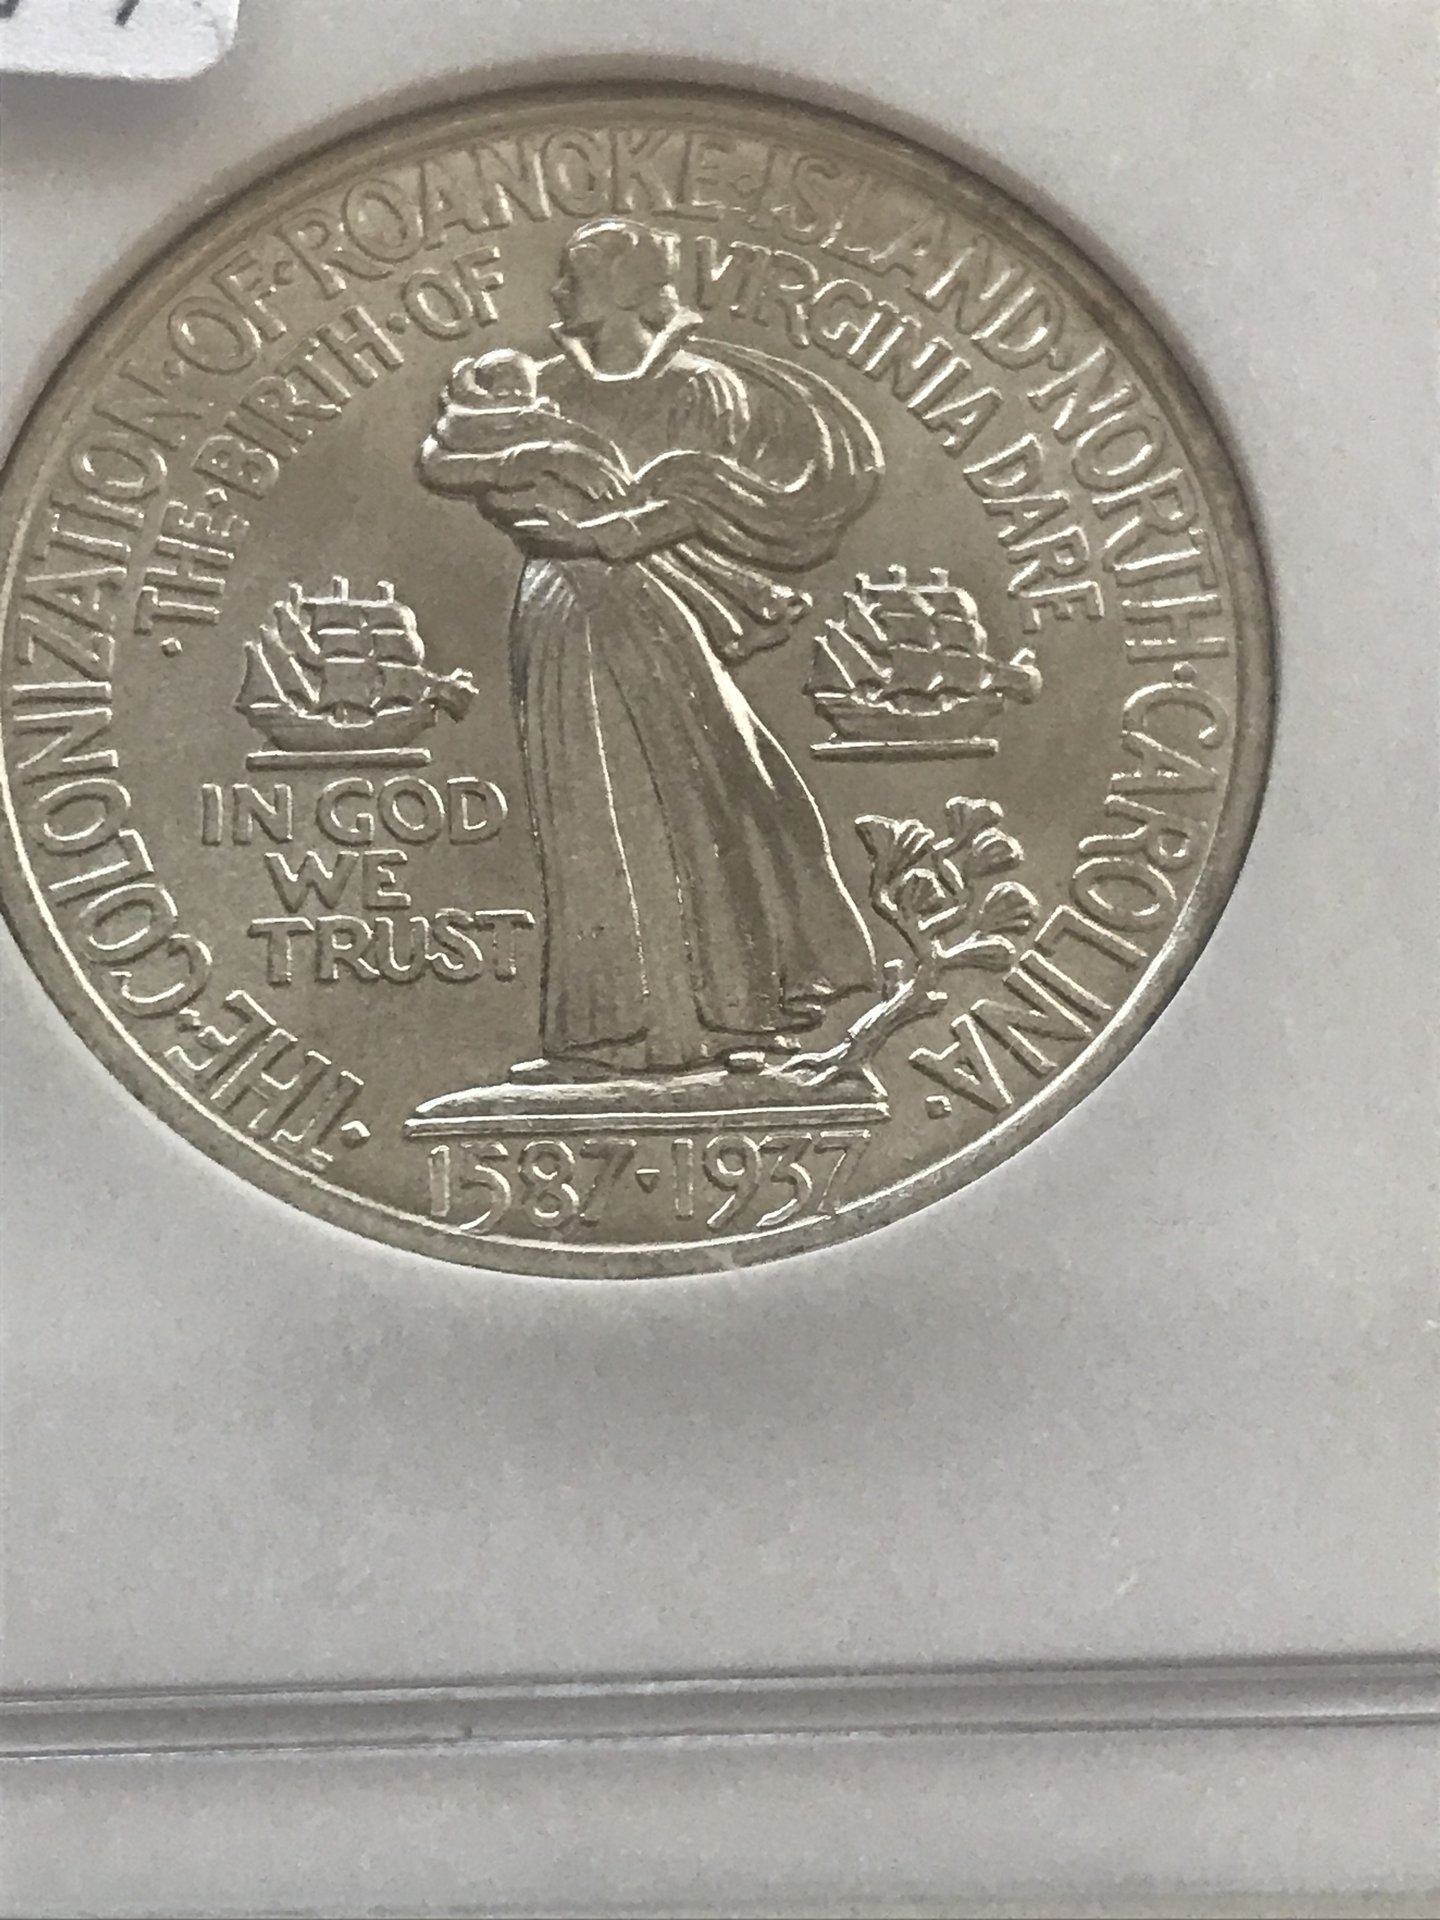 ·THE·COLONIZATION·OF·ROANOKE·ISLAND·NORTH·CAROLINA·
·THE·BIRTH·OF VIRGINIA DARE
IN GOD
WE
TRUST
1587·1937